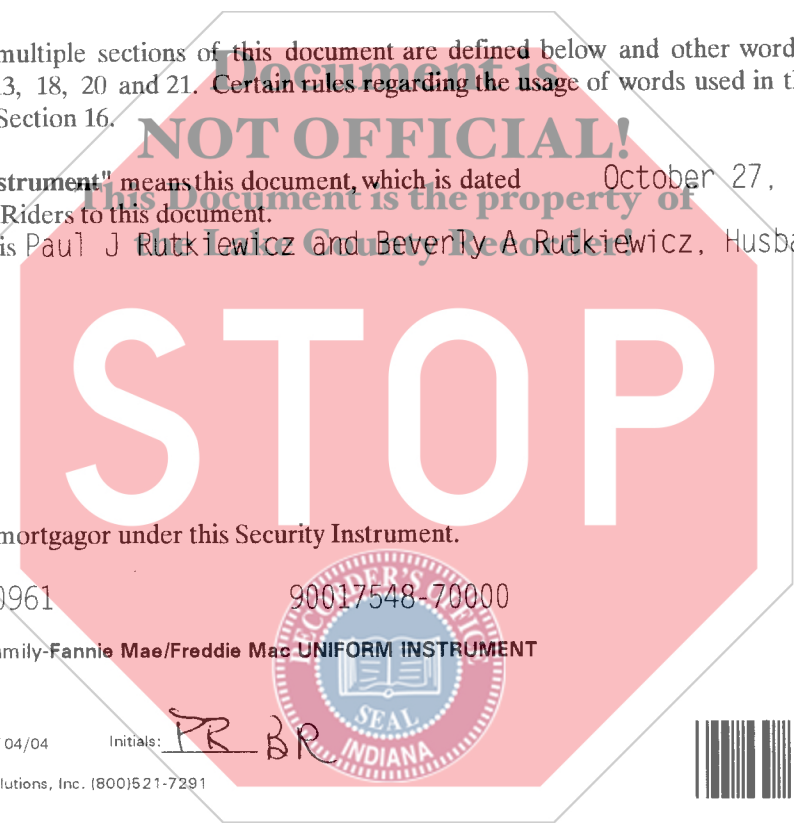 multiple sections of this document are defined below and other word
Document is
3, 18, 20 and 21. Certain rules regarding the usage of words used in th
Section 16.
NOT OFFICIAL!
strument" means this document, which is dated October 27,
This Document is the property of
Riders to this document.
is Paul J Rutkiewicz and Beverly A Rutkiewicz, Husba
the Lake County Recorder!
STOP
mortgagor under this Security Instrument.
0961 90017548-70000
RECORDER'S OFFICE
mily-Fannie Mae/Freddie Mac UNIFORM INSTRUMENT
SEAL
INDIANA
04/04 Initials: PR BR
lutions, Inc. (800)521-7291